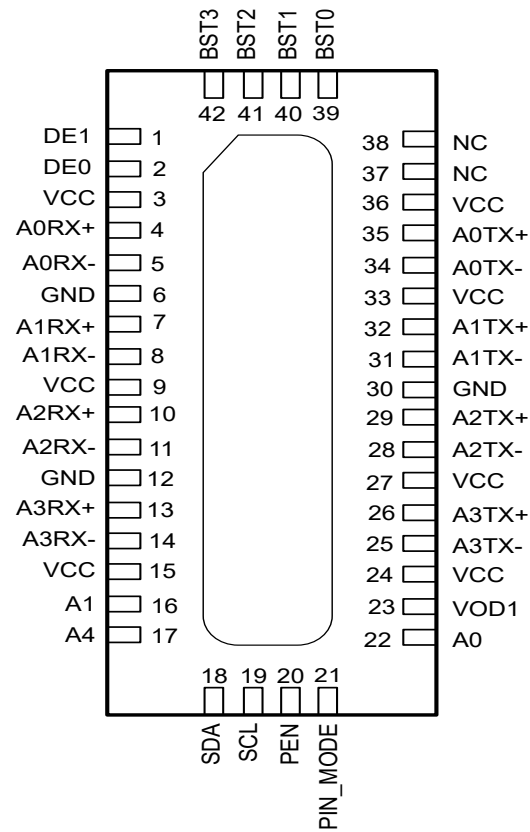 BST3 BST2 BST1 BST0
42 41 40 39
DE1 1
DE0 2
VCC 3
A0RX+ 4
A0RX- 5
GND 6
A1RX+ 7
A1RX- 8
VCC 9
A2RX+ 10
A2RX- 11
GND 12
A3RX+ 13
A3RX- 14
VCC 15
A1 16
A4 17
38 NC
37 NC
36 VCC
35 A0TX+
34 A0TX-
33 VCC
32 A1TX+
31 A1TX-
30 GND
29 A2TX+
28 A2TX-
27 VCC
26 A3TX+
25 A3TX-
24 VCC
23 VOD1
22 A0
18 19 20 21
SDA SCL PEN PIN_MODE